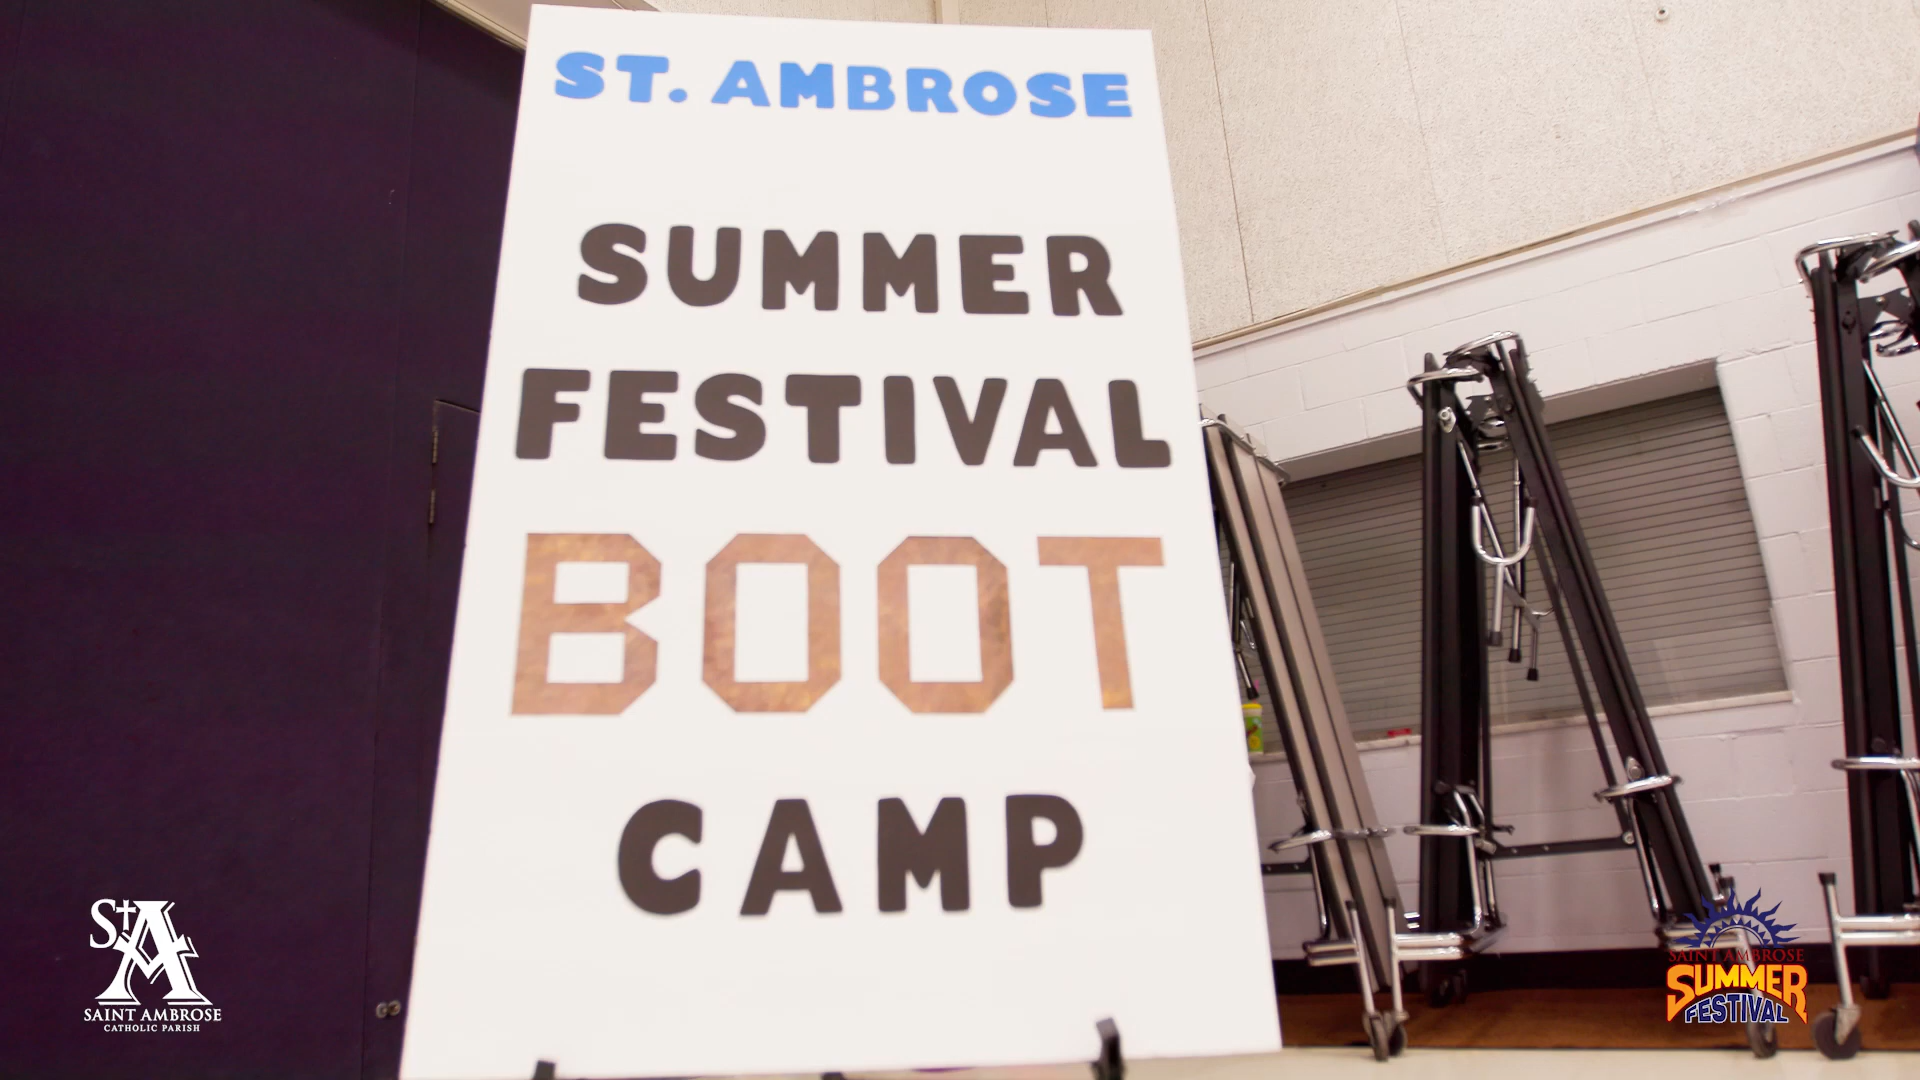 ST. AMBROSE
SUMMER
FESTIVAL
BOOT
CAMP
ST A
SAINT AMBROSE
CATHOLIC PARISH
SAINT AMBROSE
SUMMER
FESTIVAL